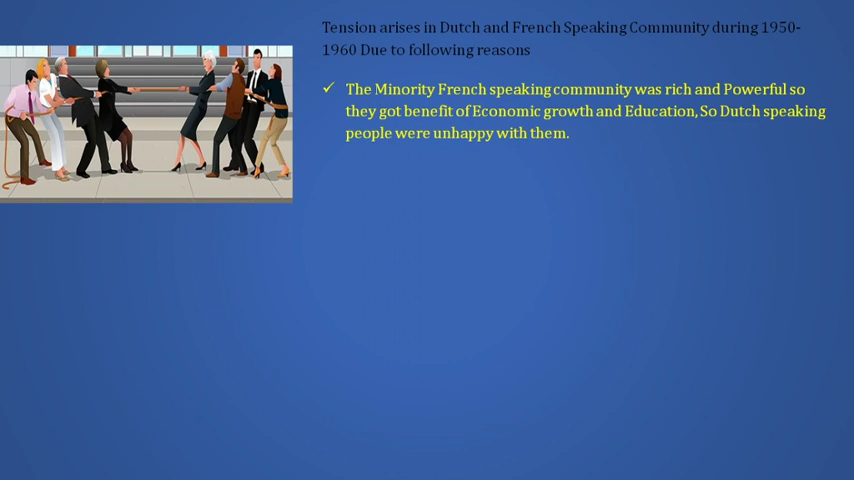 Tension arises in Dutch and French Speaking Community during 1950-
1960 Due to following reasons
✓ The Minority French speaking community was rich and Powerful so
they got benefit of Economic growth and Education, So Dutch speaking
people were unhappy with them.